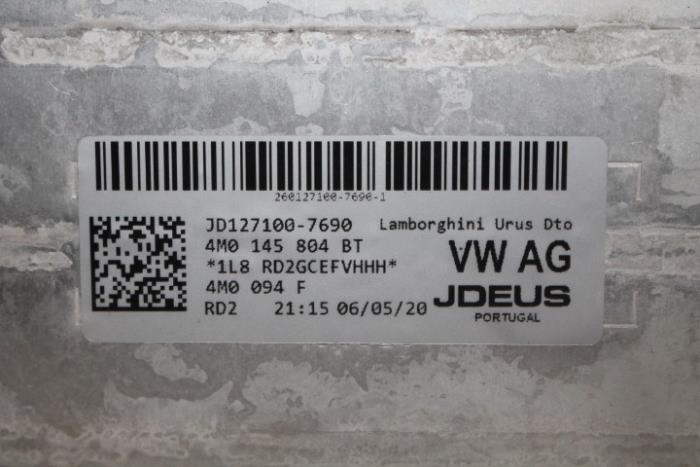 260127100-7690-1
JD127100-7690 Lamborghini Urus Dto
4M0 145 804 BT
*1L8 RD2GCEFVHHH*
4M0 094 F
RD2 21:15 06/05/20
VW AG
JDEUS
PORTUGAL